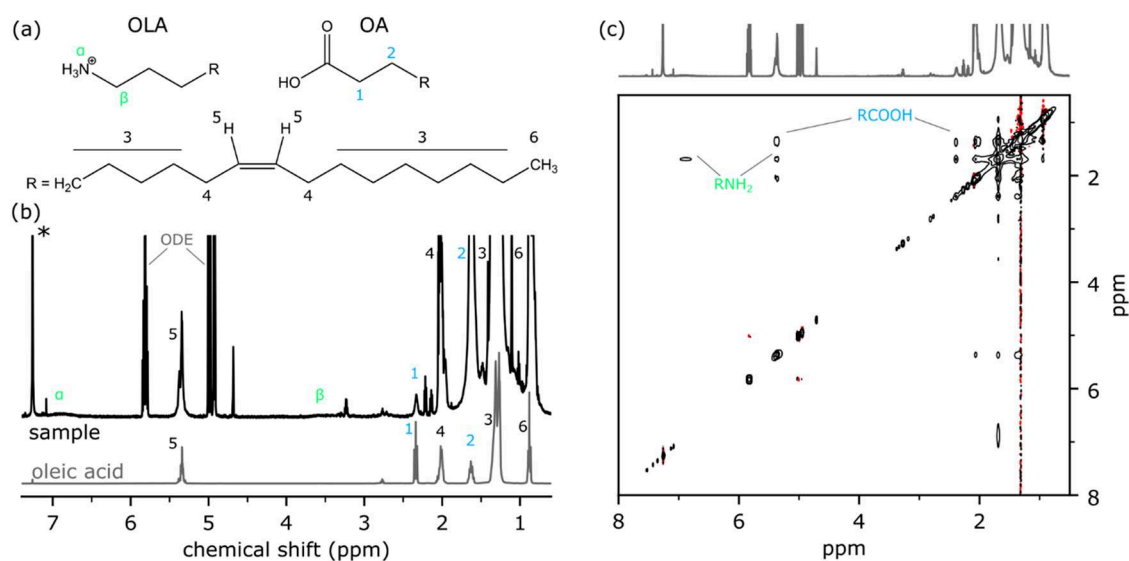 (a)
OLA
OA
α
H₃N⊕
R
β
O
HO
2
R
1
5
5
3
H
H
3
6
R = H₂C
CH₃
4
4
(b)
*
ODE
4
2
3
6
5
α
β
1
sample
1
4
2
3
6
5
oleic acid
7
6
5
4
3
2
1
chemical shift (ppm)
(c)
RCOOH
RNH₂
2
4
6
8
ppm
8
6
4
2
ppm